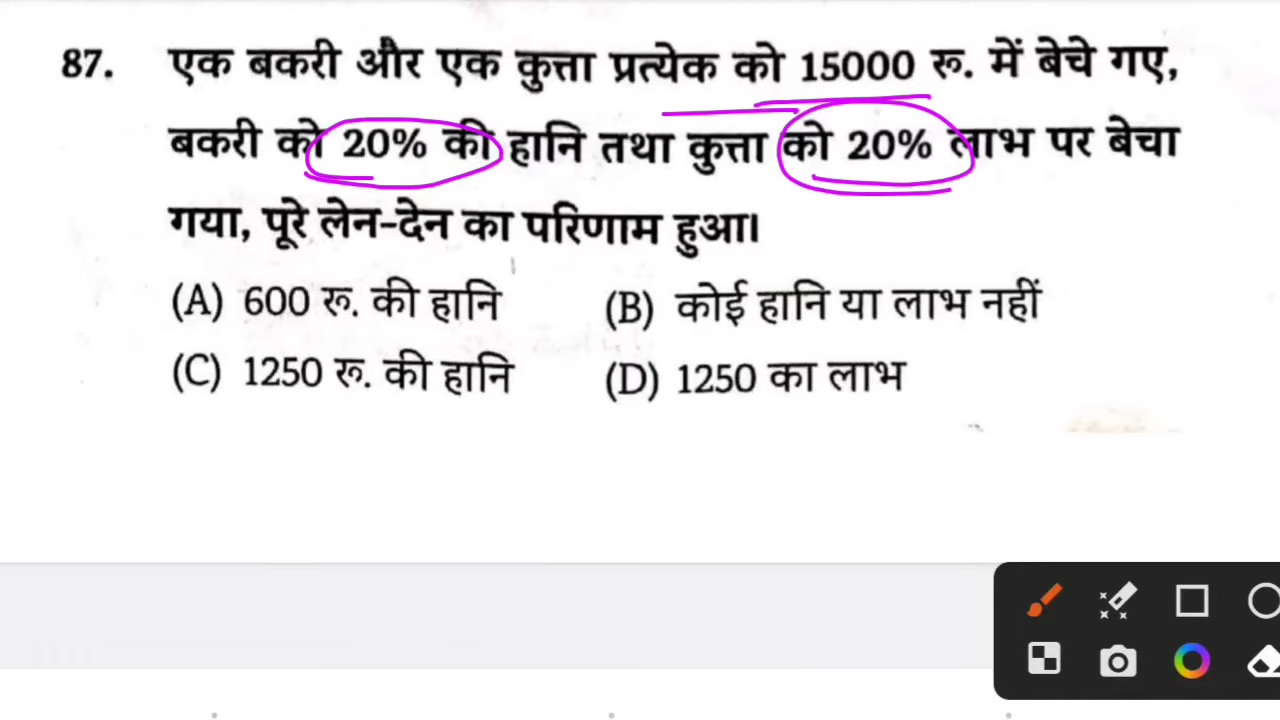 87. एक बकरी और एक कुत्ता प्रत्येक को 15000 रू. में बेचे गए,
बकरी को 20% की हानि तथा कुत्ता को 20% लाभ पर बेचा
गया, पूरे लेन-देन का परिणाम हुआ।
(A) 600 रू. की हानि (B) कोई हानि या लाभ नहीं
(C) 1250 रू. की हानि (D) 1250 का लाभ